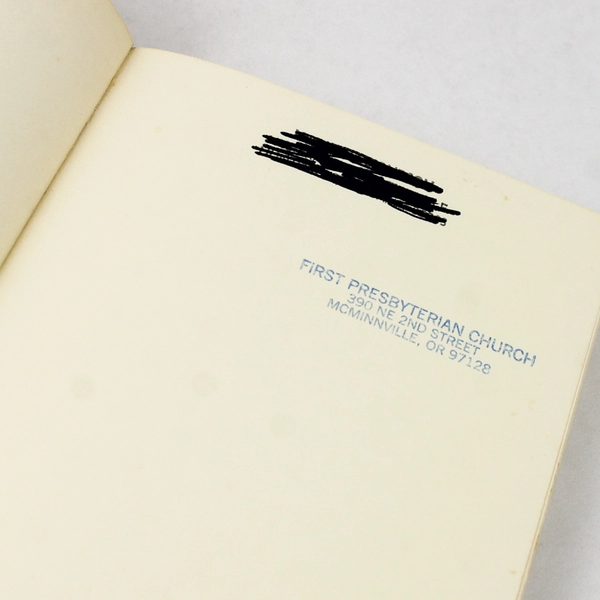 FIRST PRESBYTERIAN CHURCH
390 NE 2ND STREET
MCMINNVILLE, OR 97128